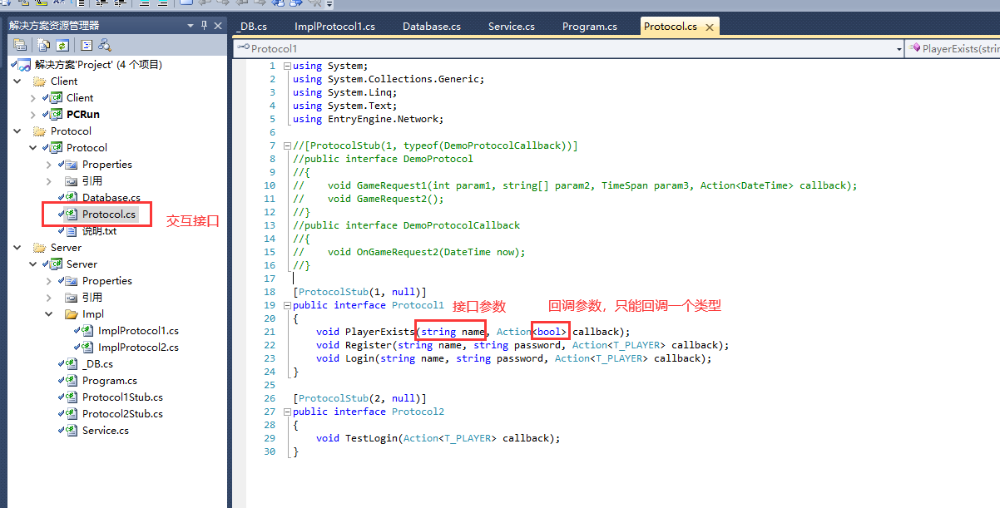 解决方案资源管理器
解决方案'Project' (4 个项目)
Client
Client
PCRun
Protocol
Protocol
Properties
引用
Database.cs
Protocol.cs
交互接口
说明.txt
Server
Server
Properties
引用
Impl
ImplProtocol1.cs
ImplProtocol2.cs
_DB.cs
Program.cs
Protocol1Stub.cs
Protocol2Stub.cs
Service.cs
_DB.cs ImplProtocol1.cs Database.cs Service.cs Program.cs Protocol.cs
Protocol1 PlayerExists(strin
1 using System;
2 using System.Collections.Generic;
3 using System.Linq;
4 using System.Text;
5 using EntryEngine.Network;
6
7 //[ProtocolStub(1, typeof(DemoProtocolCallback))]
8 //public interface DemoProtocol
9 //{
10 //    void GameRequest1(int param1, string[] param2, TimeSpan param3, Action<DateTime> callback);
11 //    void GameRequest2();
12 //}
13 //public interface DemoProtocolCallback
14 //{
15 //    void OnGameRequest2(DateTime now);
16 //}
17
18 [ProtocolStub(1, null)]
19 public interface Protocol1 接口参数 回调参数，只能回调一个类型
20 {
21     void PlayerExists(string name, Action<bool> callback);
22     void Register(string name, string password, Action<T_PLAYER> callback);
23     void Login(string name, string password, Action<T_PLAYER> callback);
24 }
25
26 [ProtocolStub(2, null)]
27 public interface Protocol2
28 {
29     void TestLogin(Action<T_PLAYER> callback);
30 }